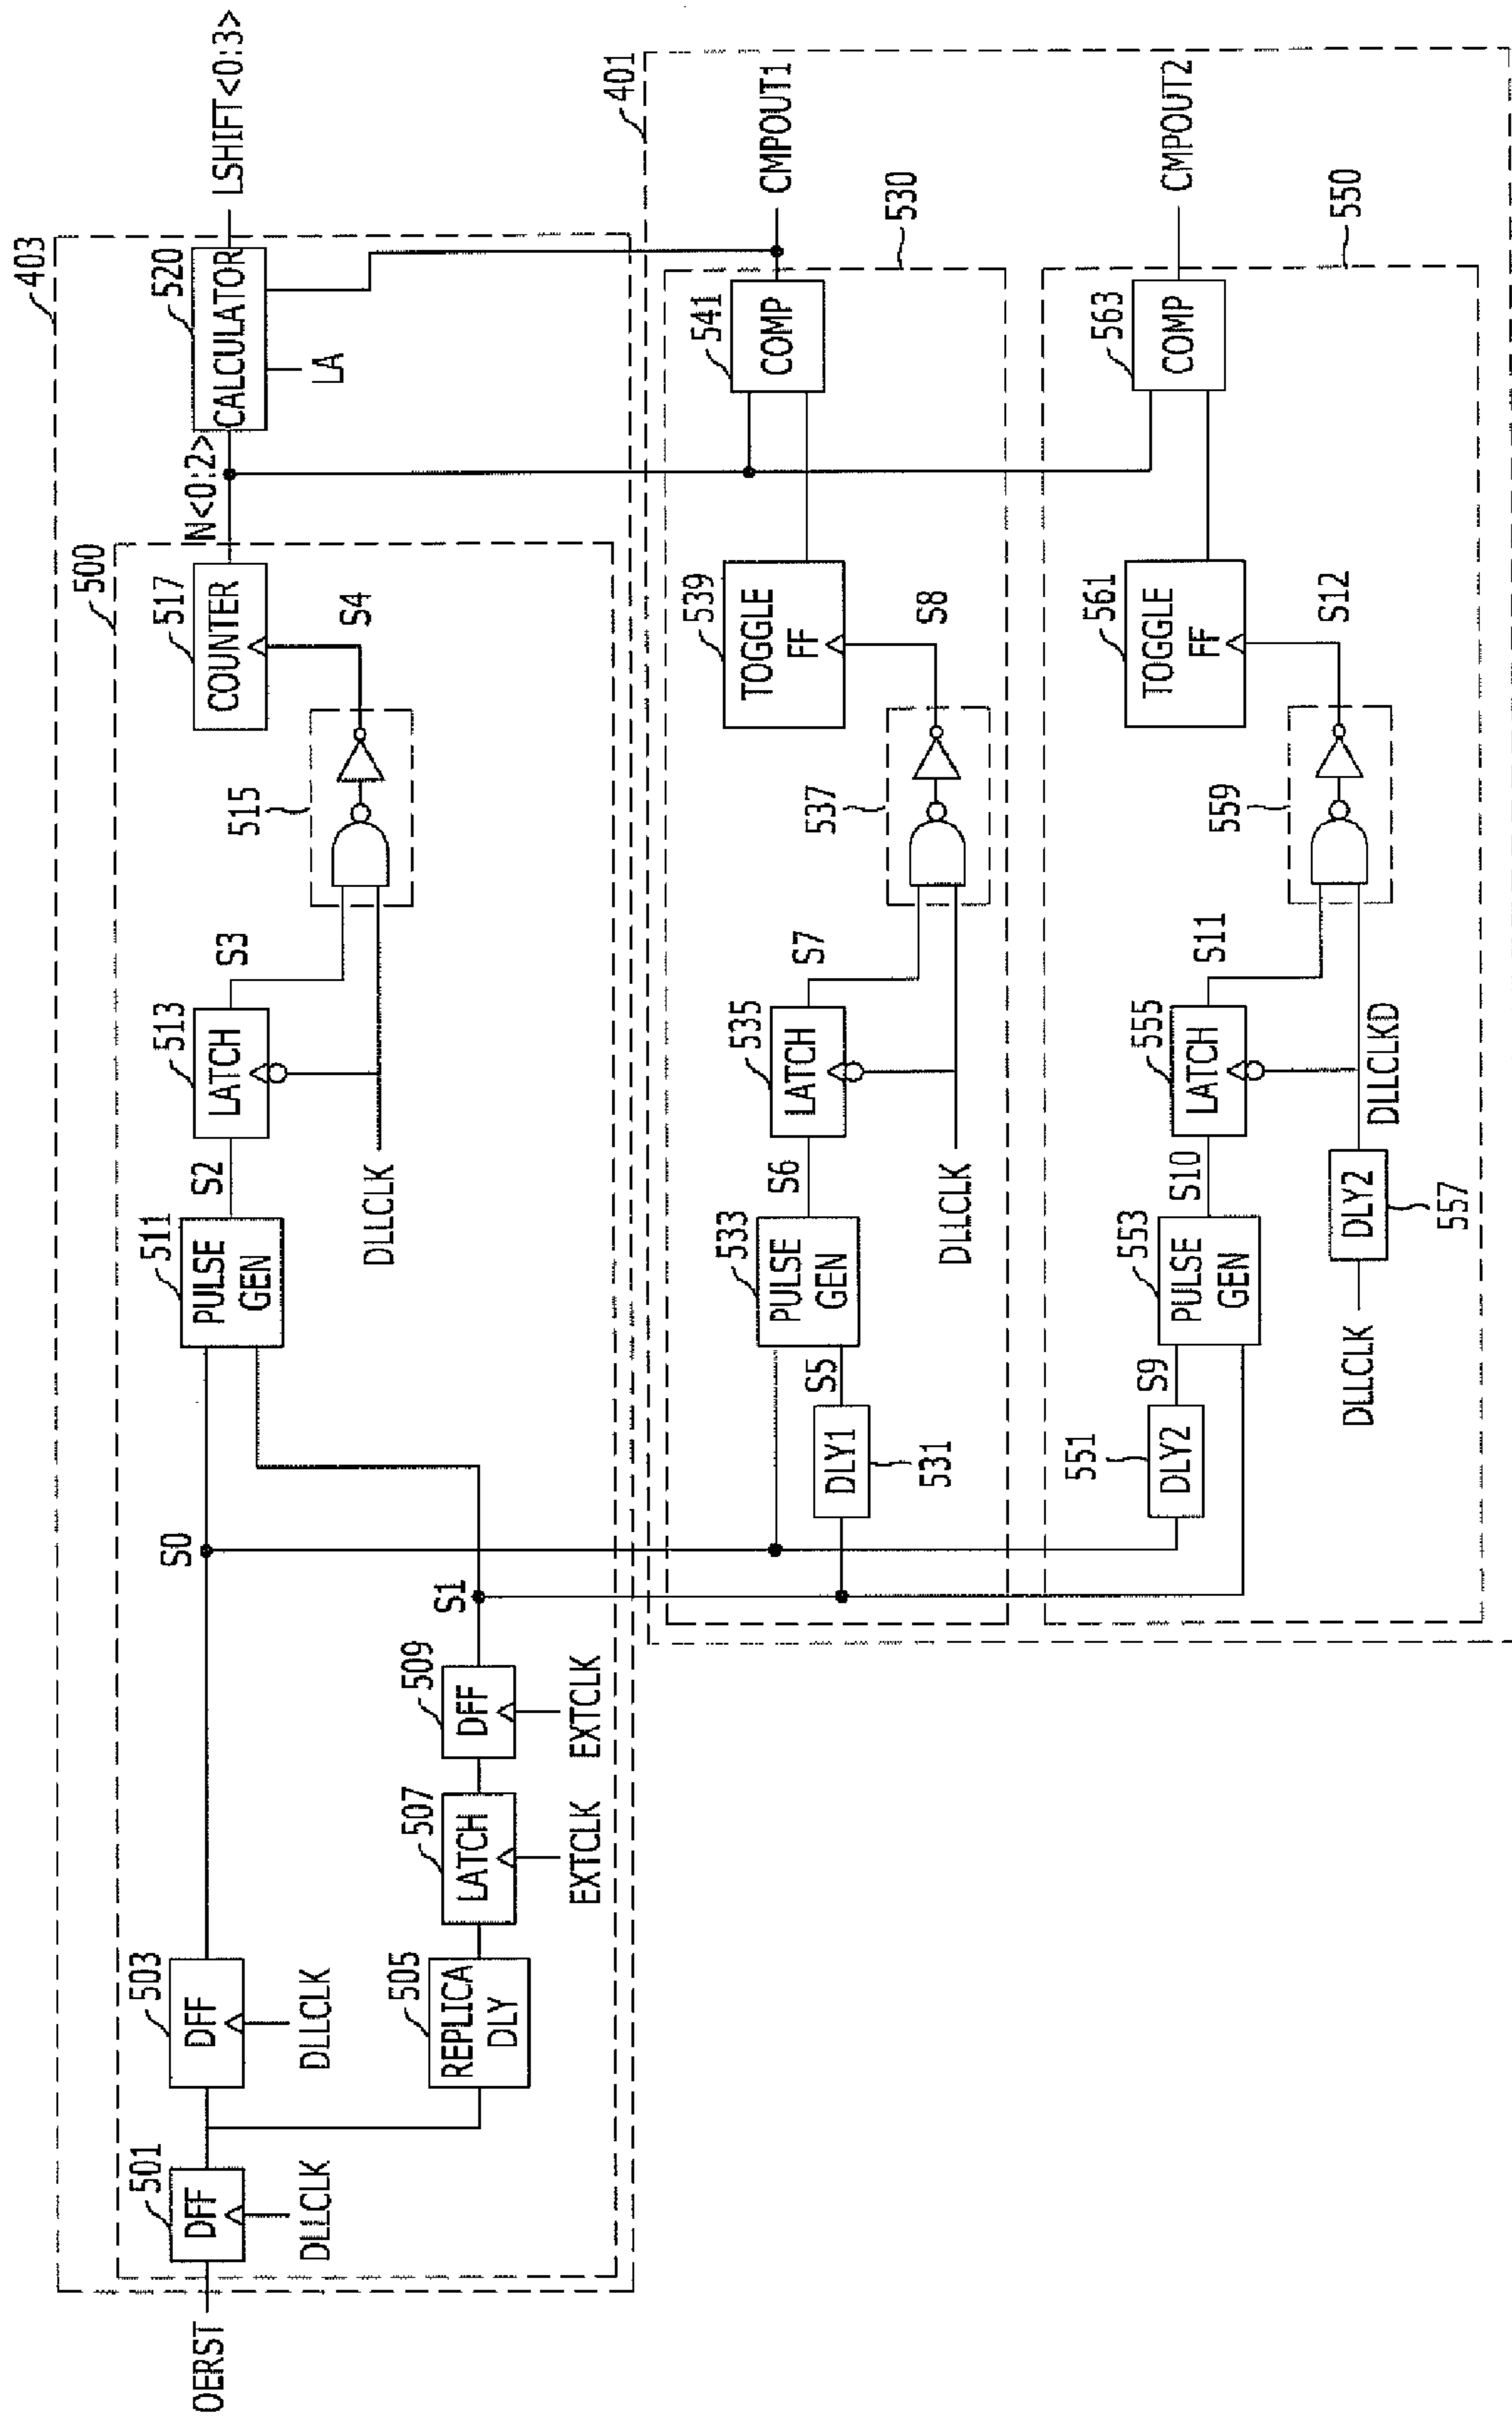 403
500
OERST
501
DFF
DLLCLK
503
DFF
DLLCLK
S0
511
PULSE
GEN
S2
513
LATCH
S3
DLLCLK
515
S4
517
COUNTER
N<0:2>
520
CALCULATOR
LA
LSHIFT<0:3>
505
REPLICA
DLY
507
LATCH
EXTCLK
509
DFF
EXTCLK
S1
401
530
531
DLY1
S5
533
PULSE
GEN
S6
535
LATCH
S7
DLLCLK
537
S8
539
TOGGLE
FF
541
COMP
CMPOUT1
550
551
DLY2
S9
553
PULSE
GEN
S10
555
LATCH
S11
DLLCLK
DLY2
557
DLLCLKD
559
S12
561
TOGGLE
FF
563
COMP
CMPOUT2